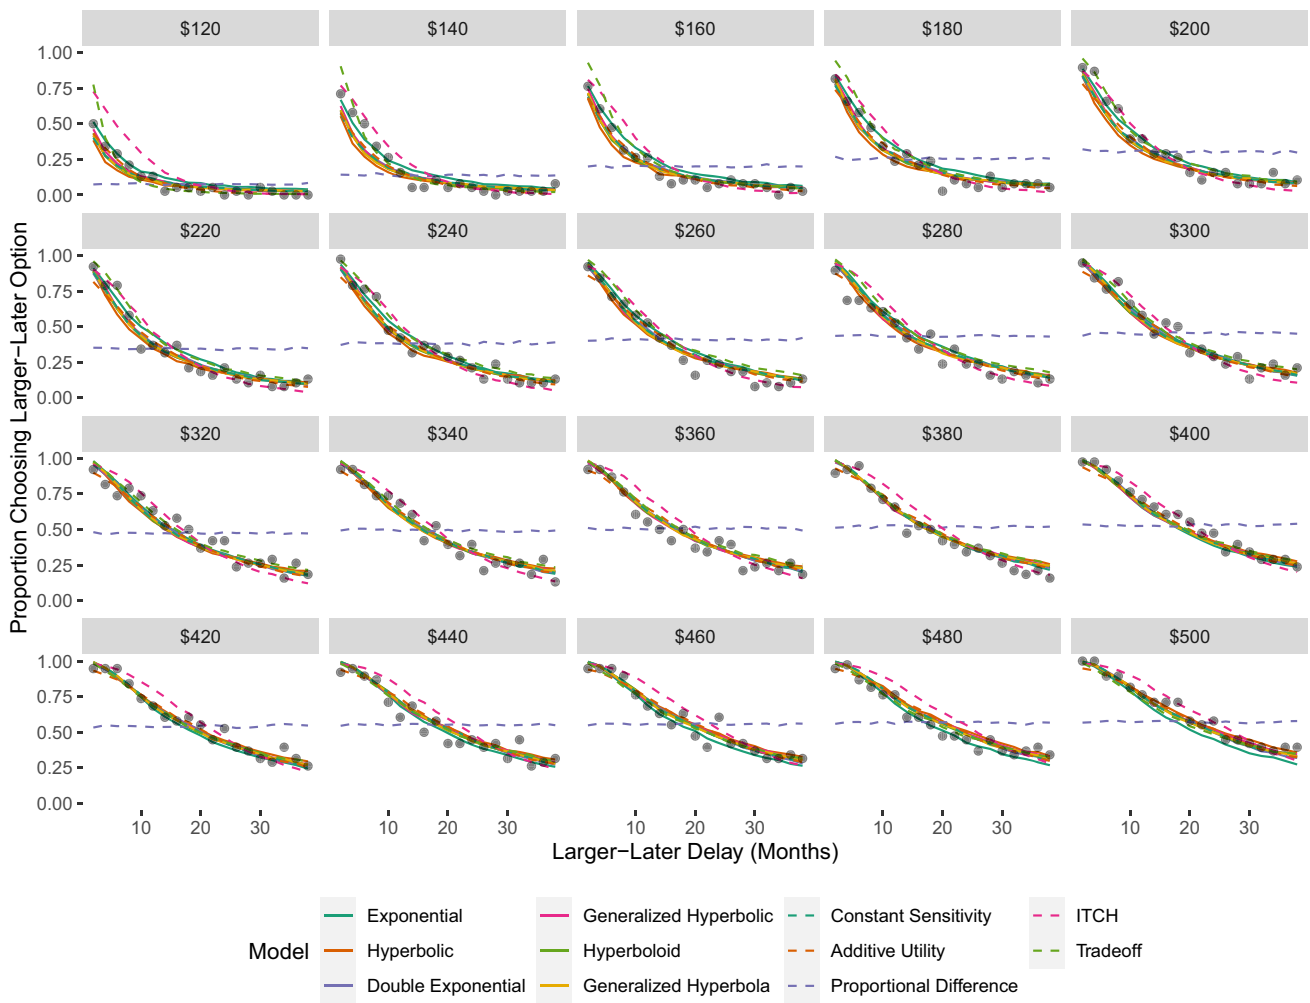 $120 $140 $160 $180 $200
1.00
0.75
0.50
0.25
0.00
$220 $240 $260 $280 $300
1.00
0.75
0.50
0.25
0.00
$320 $340 $360 $380 $400
1.00
0.75
0.50
0.25
0.00
$420 $440 $460 $480 $500
1.00
0.75
0.50
0.25
0.00
10 20 30 10 20 30 10 20 30 10 20 30 10 20 30
Proportion Choosing Larger−Later Option
Larger−Later Delay (Months)
Model
Exponential
Hyperbolic
Double Exponential
Generalized Hyperbolic
Hyperboloid
Generalized Hyperbola
Constant Sensitivity
Additive Utility
Proportional Difference
ITCH
Tradeoff